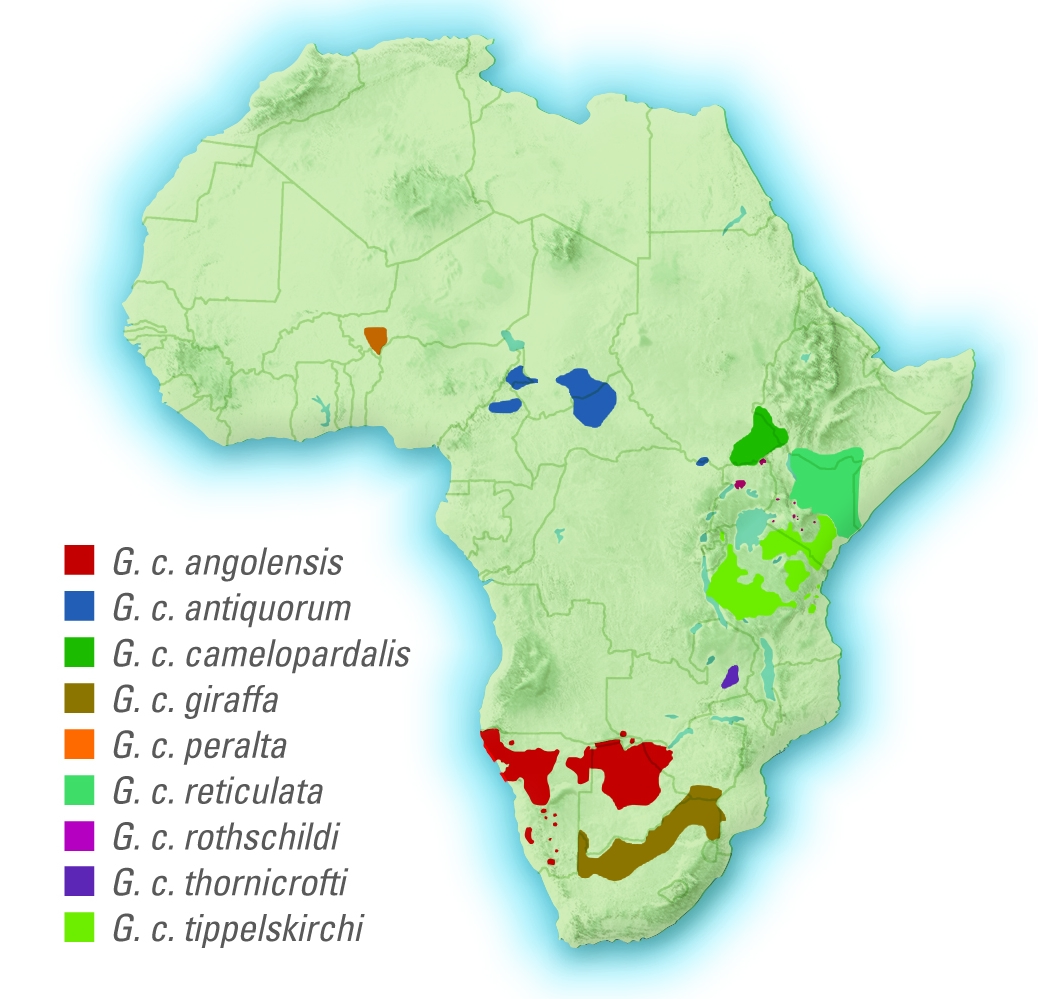 G. c. angolensis
G. c. antiquorum
G. c. camelopardalis
G. c. giraffa
G. c. peralta
G. c. reticulata
G. c. rothschildi
G. c. thornicrofti
G. c. tippelskirchi